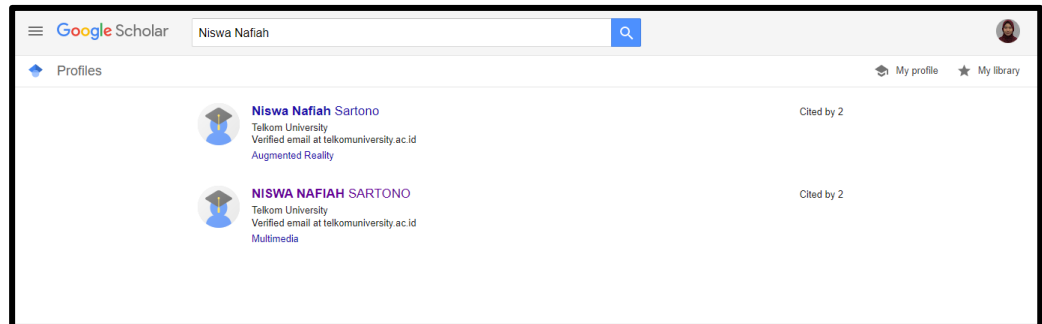 Google Scholar
Niswa Nafiah
Profiles
My profile
My library
Niswa Nafiah Sartono
Cited by 2
Telkom University
Verified email at telkomuniversity.ac.id
Augmented Reality
NISWA NAFIAH SARTONO
Cited by 2
Telkom University
Verified email at telkomuniversity.ac.id
Multimedia